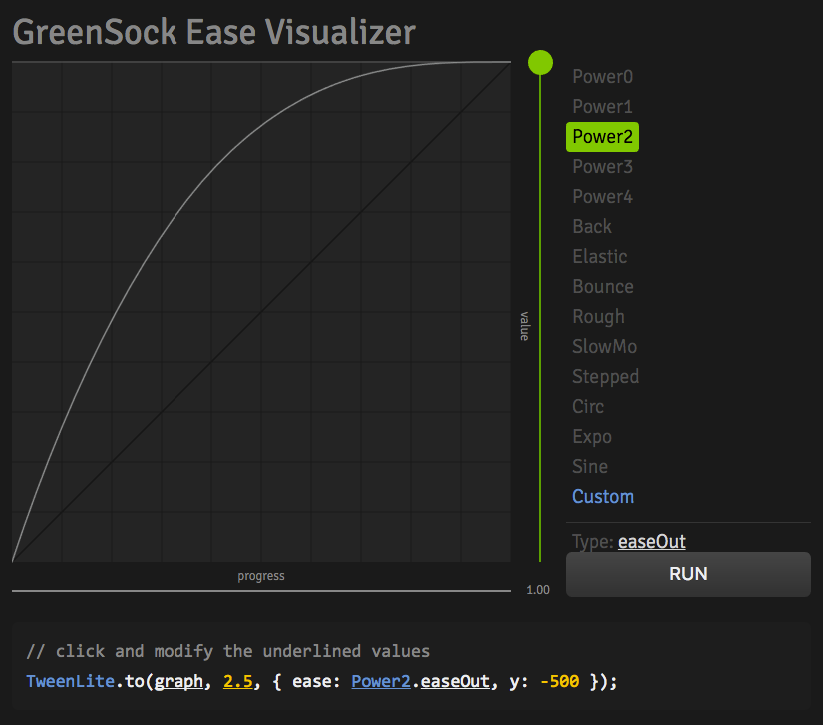 GreenSock Ease Visualizer
Power0
Power1
Power2
Power3
Power4
Back
Elastic
Bounce
Rough
SlowMo
Stepped
Circ
Expo
Sine
Custom
value
Type: easeOut
progress
1.00
RUN
// click and modify the underlined values
TweenLite.to(graph, 2.5, { ease: Power2.easeOut, y: -500 });